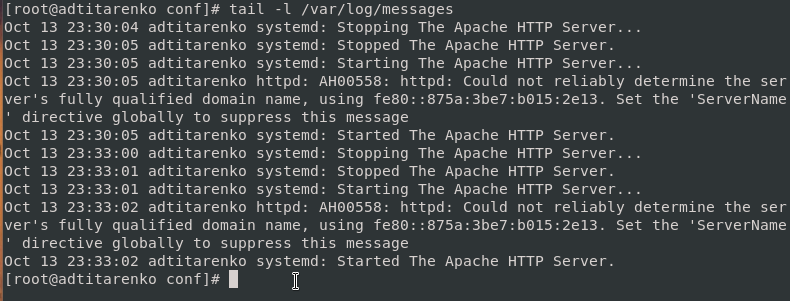 [root@adtitarenko conf]# tail -l /var/log/messages
Oct 13 23:30:04 adtitarenko systemd: Stopping The Apache HTTP Server...
Oct 13 23:30:05 adtitarenko systemd: Stopped The Apache HTTP Server.
Oct 13 23:30:05 adtitarenko systemd: Starting The Apache HTTP Server...
Oct 13 23:30:05 adtitarenko httpd: AH00558: httpd: Could not reliably determine the ser
ver's fully qualified domain name, using fe80::875a:3be7:b015:2e13. Set the 'ServerName
' directive globally to suppress this message
Oct 13 23:30:05 adtitarenko systemd: Started The Apache HTTP Server.
Oct 13 23:33:00 adtitarenko systemd: Stopping The Apache HTTP Server...
Oct 13 23:33:01 adtitarenko systemd: Stopped The Apache HTTP Server.
Oct 13 23:33:01 adtitarenko systemd: Starting The Apache HTTP Server...
Oct 13 23:33:02 adtitarenko httpd: AH00558: httpd: Could not reliably determine the ser
ver's fully qualified domain name, using fe80::875a:3be7:b015:2e13. Set the 'ServerName
' directive globally to suppress this message
Oct 13 23:33:02 adtitarenko systemd: Started The Apache HTTP Server.
[root@adtitarenko conf]#